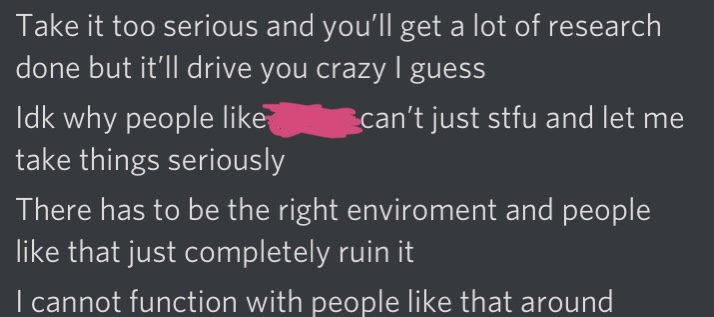 Take it too serious and you'll get a lot of research
done but it'll drive you crazy I guess
Idk why people like can't just stfu and let me
take things seriously
There has to be the right enviroment and people
like that just completely ruin it
I cannot function with people like that around